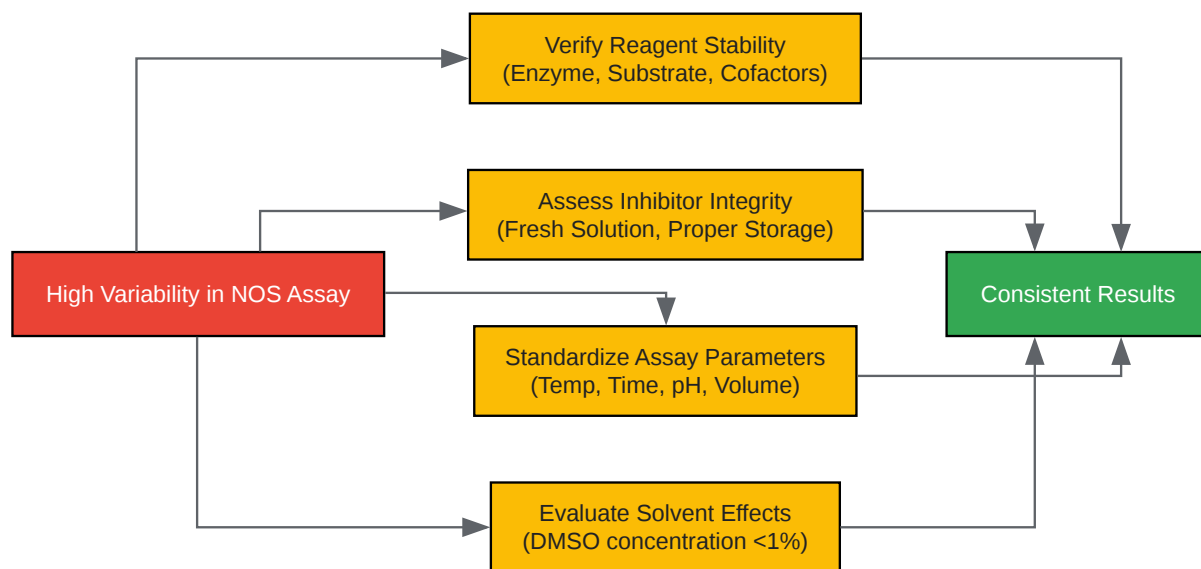 Verify Reagent Stability
(Enzyme, Substrate, Cofactors)
Assess Inhibitor Integrity
(Fresh Solution, Proper Storage)
High Variability in NOS Assay
Consistent Results
Standardize Assay Parameters
(Temp, Time, pH, Volume)
Evaluate Solvent Effects
(DMSO concentration <1%)